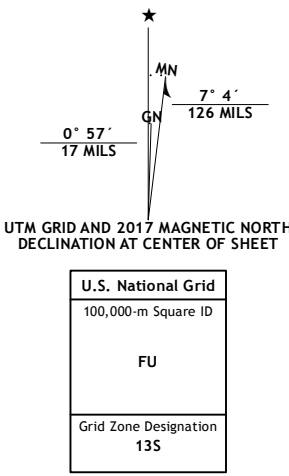 ★
MN
GN
7° 4´
126 MILS
0° 57´
17 MILS
UTM GRID AND 2017 MAGNETIC NORTH
DECLINATION AT CENTER OF SHEET
U.S. National Grid
100,000-m Square ID
FU
Grid Zone Designation
13S